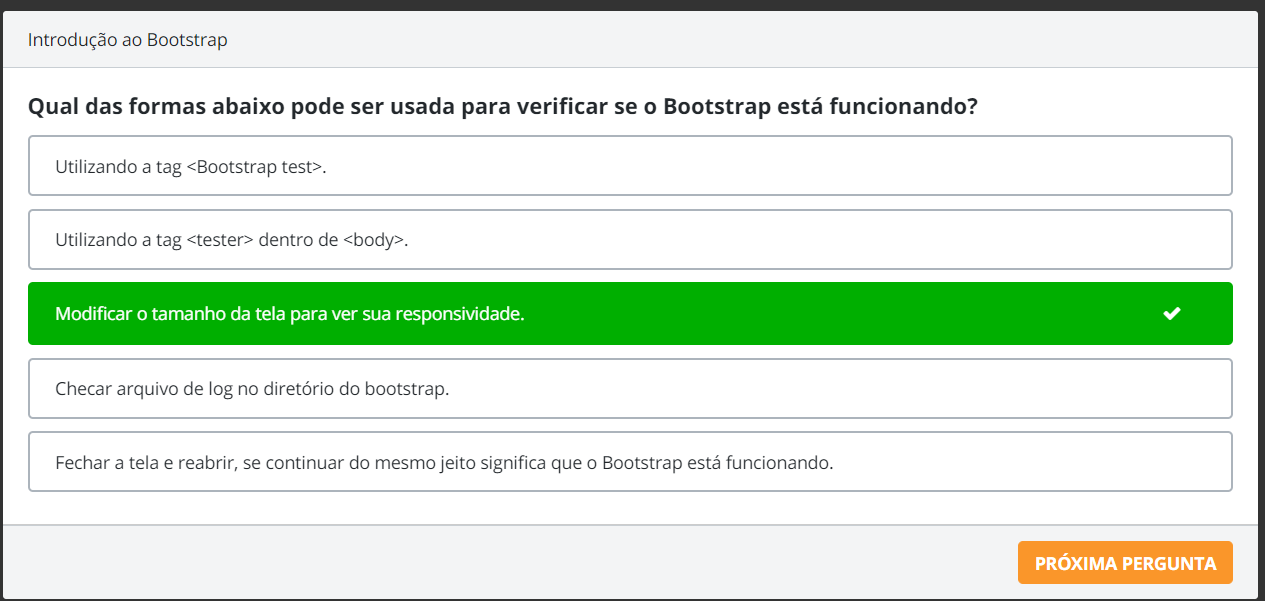 Introdução ao Bootstrap
Qual das formas abaixo pode ser usada para verificar se o Bootstrap está funcionando?
Utilizando a tag <Bootstrap test>.
Utilizando a tag <tester> dentro de <body>.
Modificar o tamanho da tela para ver sua responsividade.
Checar arquivo de log no diretório do bootstrap.
Fechar a tela e reabrir, se continuar do mesmo jeito significa que o Bootstrap está funcionando.
PRÓXIMA PERGUNTA